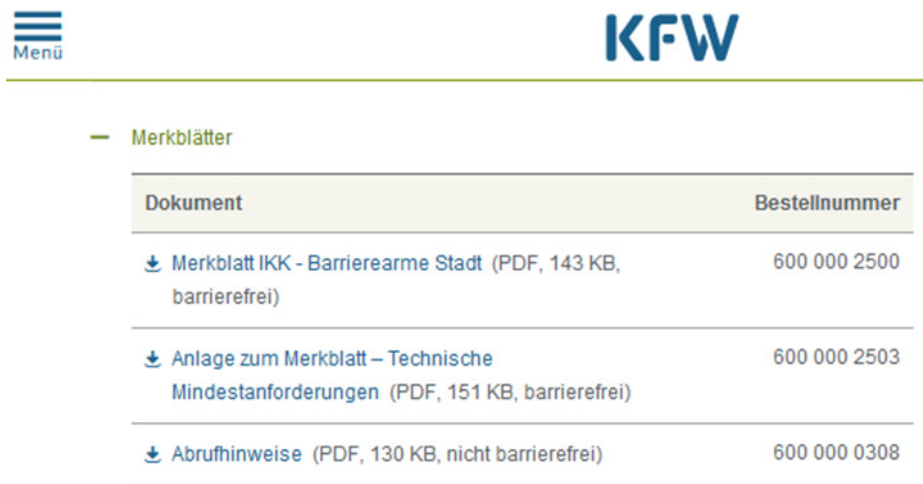 Menü
KFW
Merkblätter
Dokument Bestellnummer
Merkblatt IKK - Barrierearme Stadt (PDF, 143 KB, 600 000 2500
barrierefrei)
Anlage zum Merkblatt – Technische 600 000 2503
Mindestanforderungen (PDF, 151 KB, barrierefrei)
Abrufhinweise (PDF, 130 KB, nicht barrierefrei) 600 000 0308